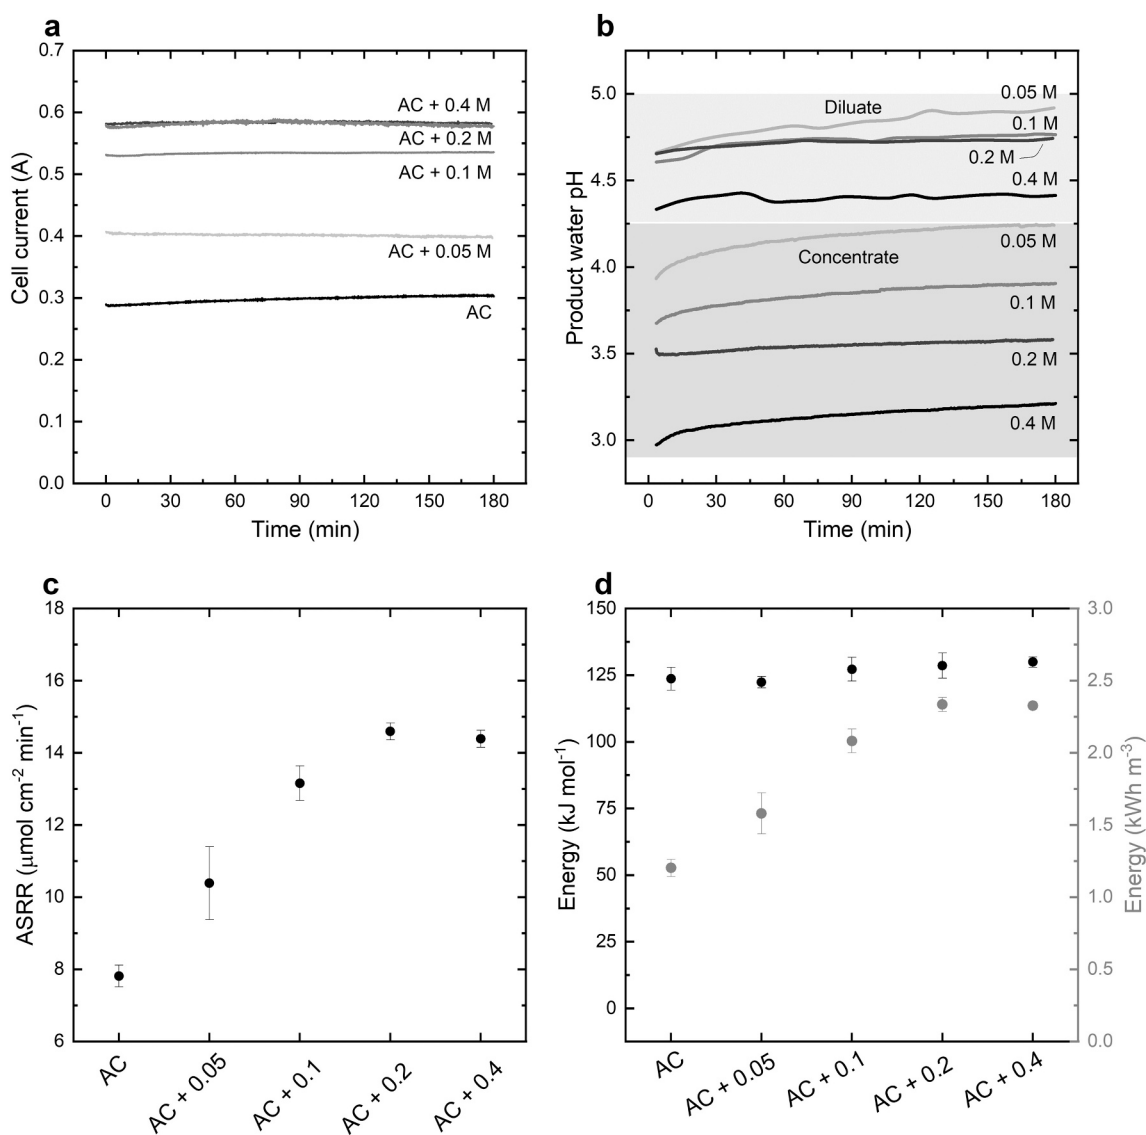 a
0.7
0.6
0.5
0.4
0.3
0.2
0.1
0.0
Cell current (A)
AC + 0.4 M
AC + 0.2 M
AC + 0.1 M
AC + 0.05 M
AC
0 30 60 90 120 150 180
Time (min)
b
5.0
4.5
4.0
3.5
3.0
Product water pH
Diluate
0.05 M
0.1 M
0.2 M
0.4 M
Concentrate
0.05 M
0.1 M
0.2 M
0.4 M
0 30 60 90 120 150 180
Time (min)
c
18
16
14
12
10
8
6
ASRR (μmol cm⁻² min⁻¹)
AC
AC + 0.05
AC + 0.1
AC + 0.2
AC + 0.4
d
150
125
100
75
50
25
0
Energy (kJ mol⁻¹)
3.0
2.5
2.0
1.5
1.0
0.5
0.0
Energy (kWh m⁻³)
AC
AC + 0.05
AC + 0.1
AC + 0.2
AC + 0.4